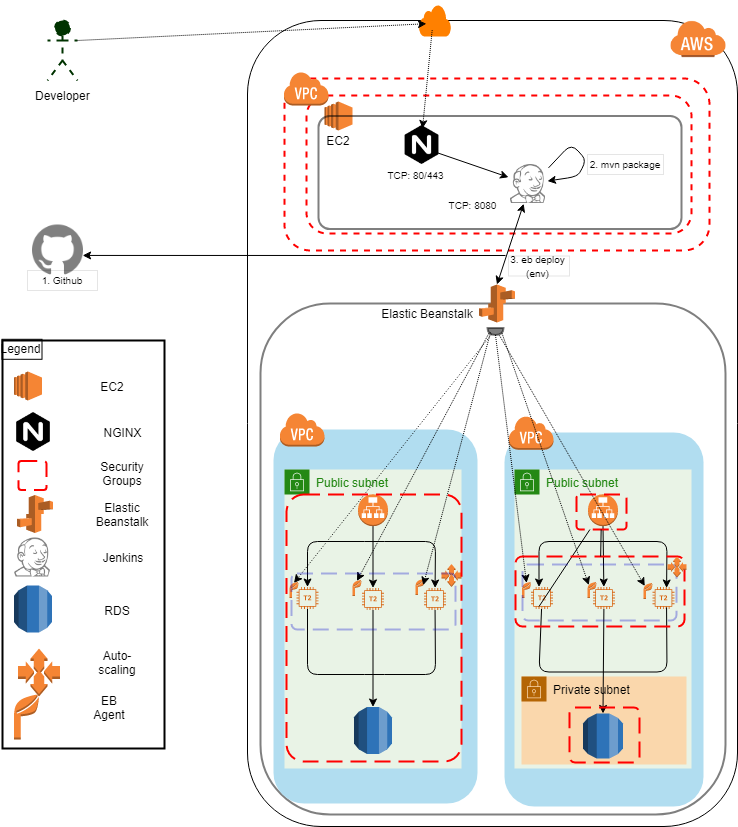 Developer
AWS
VPC
EC2
TCP: 80/443
2. mvn package
TCP: 8080
1. Github
3. eb deploy
(env)
Elastic Beanstalk
Legend
EC2
NGINX
Security
Groups
Elastic
Beanstalk
Jenkins
RDS
Auto-
scaling
EB
Agent
VPC
Public subnet
T2
T2
T2
VPC
Public subnet
T2
T2
T2
Private subnet